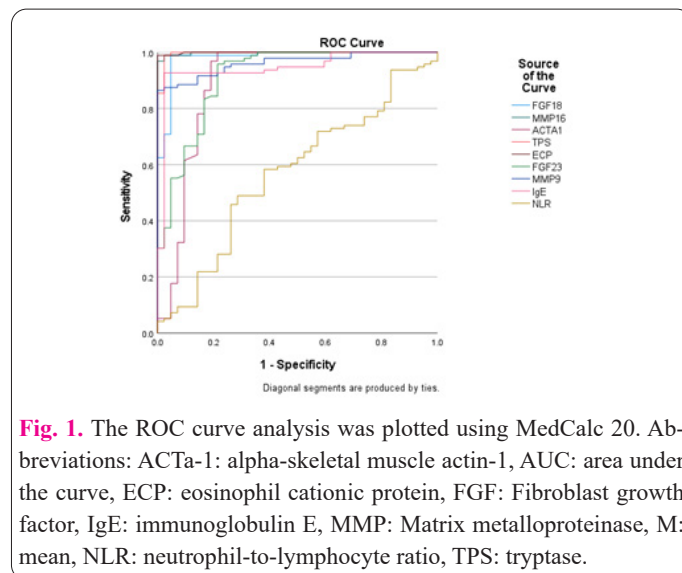 ROC Curve
1.0
0.8
0.6
0.4
0.2
0.0
Sensitivity
0.0 0.2 0.4 0.6 0.8 1.0
1 - Specificity
Diagonal segments are produced by ties.
Source
of the
Curve
FGF18
MMP16
ACTA1
TPS
ECP
FGF23
MMP9
IgE
NLR
Fig. 1. The ROC curve analysis was plotted using MedCalc 20. Ab-
breviations: ACTa-1: alpha-skeletal muscle actin-1, AUC: area under
the curve, ECP: eosinophil cationic protein, FGF: Fibroblast growth
factor, IgE: immunoglobulin E, MMP: Matrix metalloproteinase, M:
mean, NLR: neutrophil-to-lymphocyte ratio, TPS: tryptase.